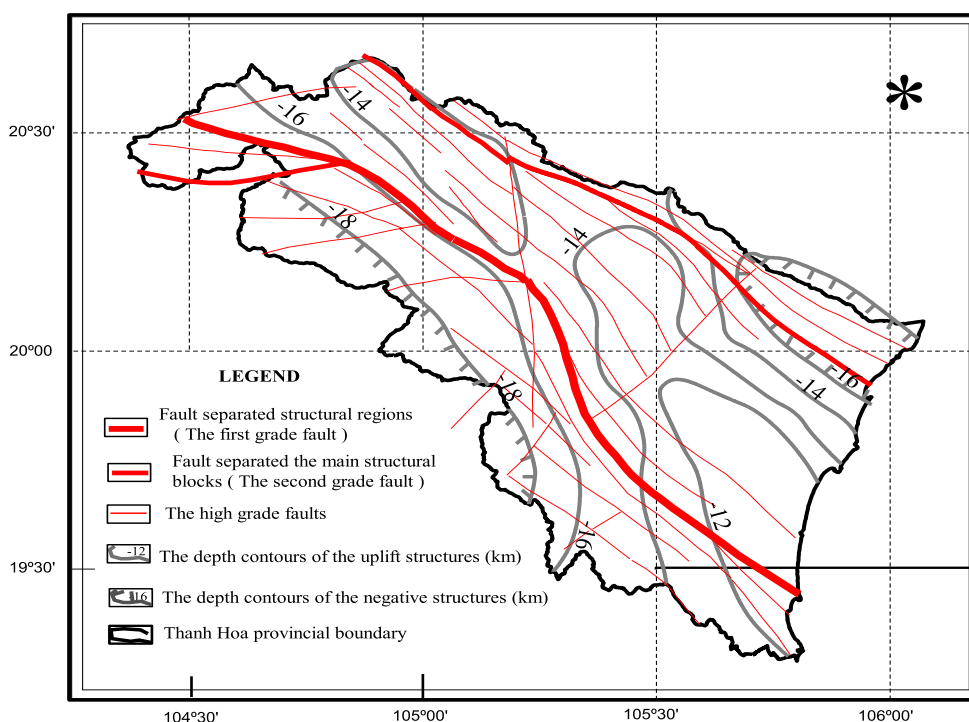 *
-16
-14
20°30'
-18
-14
20°00
-16
-14
-18
LEGEND
Fault separated structural regions
( The first grade fault )
Fault separated the main structural
blocks ( The second grade fault )
The high grade faults
-12
-16
-12
The depth contours of the uplift structures (km)
19°30'
16
The depth contours of the negative structures (km)
Thanh Hoa provincial boundary
104°30'
105°00'
105°30'
106°00'